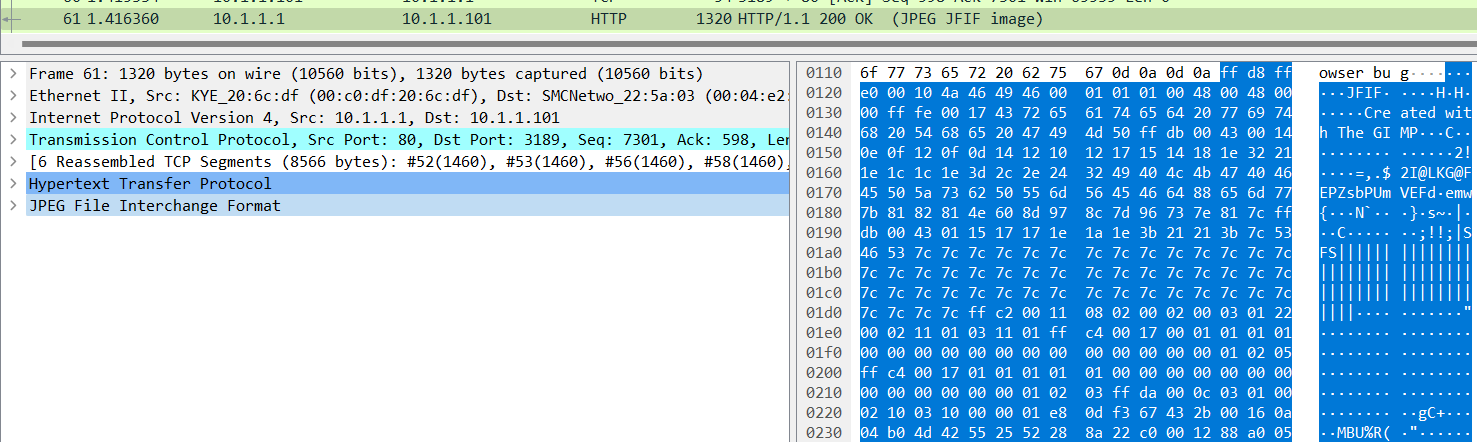 61 1.416360 10.1.1.1 10.1.1.101 HTTP 1320 HTTP/1.1 200 OK (JPEG JFIF image)
Frame 61: 1320 bytes on wire (10560 bits), 1320 bytes captured (10560 bits)
Ethernet II, Src: KYE_20:6c:df (00:c0:df:20:6c:df), Dst: SMCNetwo_22:5a:03 (00:04:e2:
Internet Protocol Version 4, Src: 10.1.1.1, Dst: 10.1.1.101
Transmission Control Protocol, Src Port: 80, Dst Port: 3189, Seq: 7301, Ack: 598, Len
[6 Reassembled TCP Segments (8566 bytes): #52(1460), #53(1460), #56(1460), #58(1460),
Hypertext Transfer Protocol
JPEG File Interchange Format
0110 6f 77 73 65 72 20 62 75 67 0d 0a 0d 0a ff d8 ff owser bu g·······
0120 e0 00 10 4a 46 49 46 00 01 01 01 00 48 00 48 00 ···JFIF· ····H·H·
0130 00 ff fe 00 17 43 72 65 61 74 65 64 20 77 69 74 ·····Cre ated wit
0140 68 20 54 68 65 20 47 49 4d 50 ff db 00 43 00 14 h The GI MP···C··
0150 0e 0f 12 0f 0d 14 12 10 12 17 15 14 18 1e 32 21 ········ ······2!
0160 1e 1c 1c 1e 3d 2c 2e 24 32 49 40 4c 4b 47 40 46 ····=,.$ 2I@LKG@F
0170 45 50 5a 73 62 50 55 6d 56 45 46 64 88 65 6d 77 EPZsbPUm VEFd·emw
0180 7b 81 82 81 4e 60 8d 97 8c 7d 96 73 7e 81 7c ff {···N`·· ·}·s~·|·
0190 db 00 43 01 15 17 17 1e 1a 1e 3b 21 21 3b 7c 53 ··C····· ··;!!;|S
01a0 46 53 7c 7c 7c 7c 7c 7c 7c 7c 7c 7c 7c 7c 7c 7c FS|||||| ||||||||
01b0 7c 7c 7c 7c 7c 7c 7c 7c 7c 7c 7c 7c 7c 7c 7c 7c |||||||| ||||||||
01c0 7c 7c 7c 7c 7c 7c 7c 7c 7c 7c 7c 7c 7c 7c 7c 7c |||||||| ||||||||
01d0 7c 7c 7c 7c ff c2 00 11 08 02 00 02 00 03 01 22 ||||···· ·······"
01e0 00 02 11 01 03 11 01 ff c4 00 17 00 01 01 01 01 ········ ········
01f0 00 00 00 00 00 00 00 00 00 00 00 00 00 01 02 05 ········ ········
0200 ff c4 00 17 01 01 01 01 01 00 00 00 00 00 00 00 ········ ········
0210 00 00 00 00 00 01 02 03 ff da 00 0c 03 01 00 ········ ········
0220 02 10 03 10 00 00 01 e8 0d f3 67 43 2b 00 16 0a ········ ··gC+···
0230 04 b0 4d 42 55 25 52 28 8a 22 c0 00 12 88 a0 05 ··MBU%R( ·"······